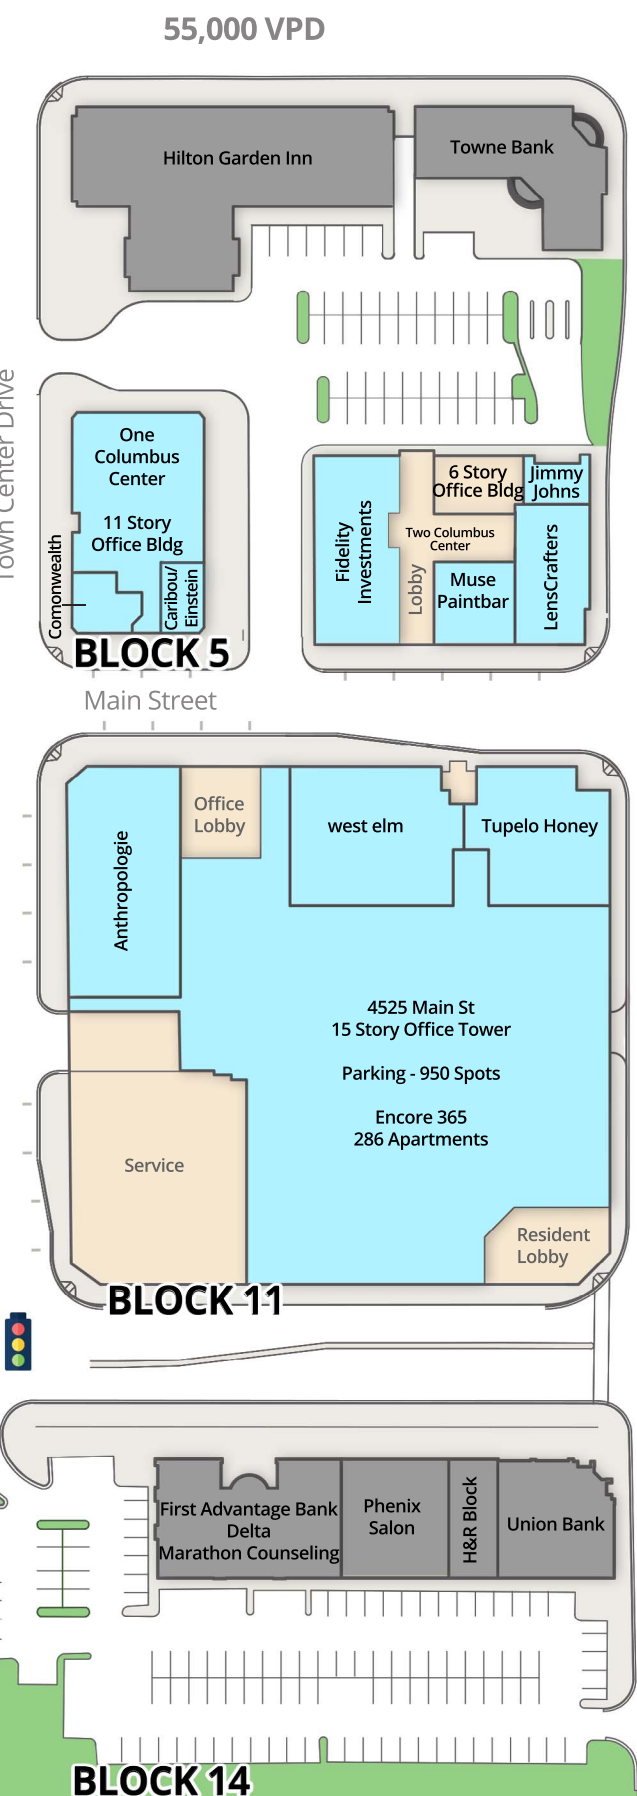 55,000 VPD
Hilton Garden Inn
Towne Bank
Town Center Drive
One
Columbus
Center
11 Story
Office Bldg
Commonwealth
Caribou/
Einstein
BLOCK 5
Fidelity
Investments
Lobby
6 Story
Office Bldg
Two Columbus
Center
Muse
Paintbar
Jimmy
Johns
LensCrafters
Main Street
Anthropologie
Office
Lobby
west elm
Tupelo Honey
4525 Main St
15 Story Office Tower
Parking - 950 Spots
Encore 365
286 Apartments
Service
Resident
Lobby
BLOCK 11
First Advantage Bank
Delta
Marathon Counseling
Phenix
Salon
H&R Block
Union Bank
BLOCK 14